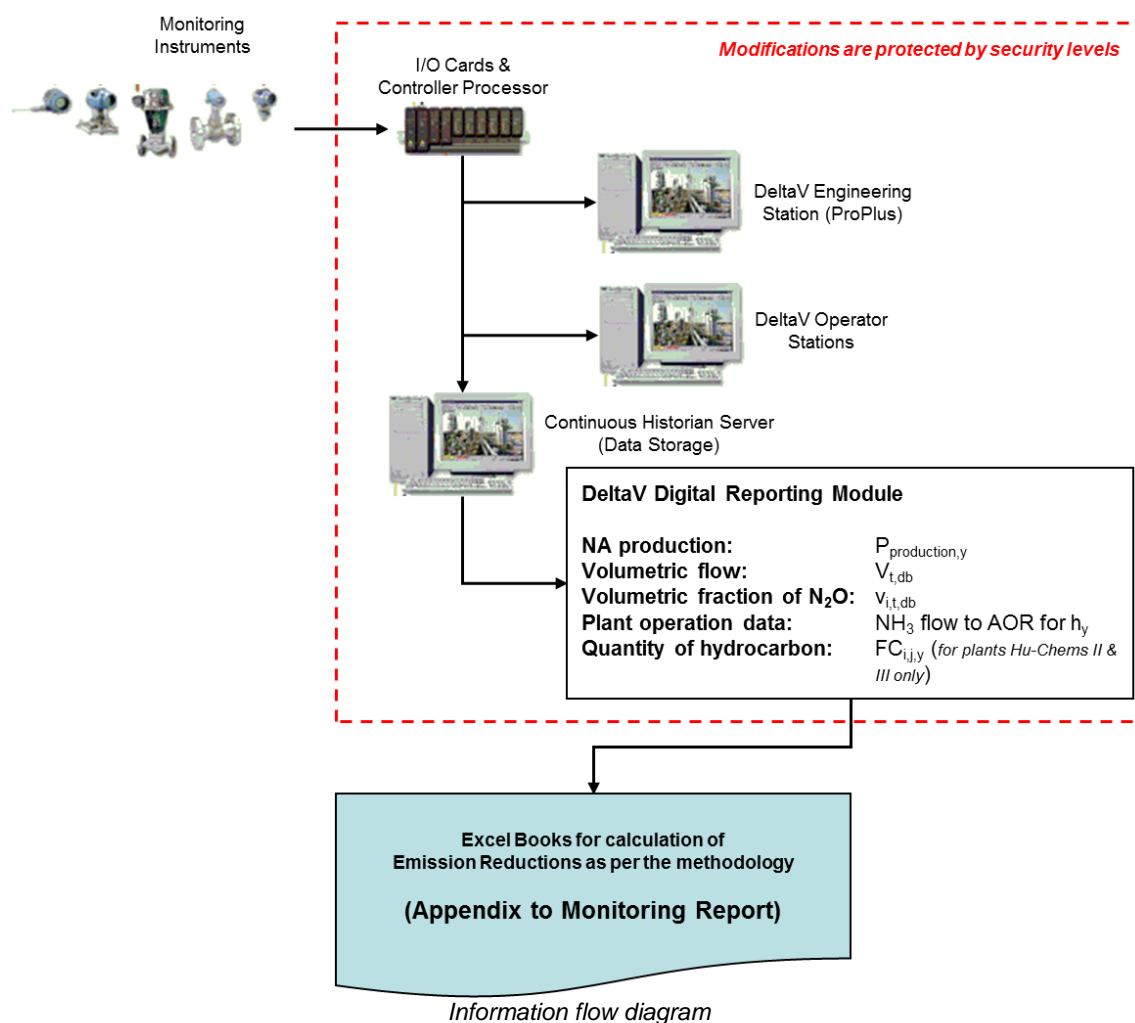 Monitoring
Instruments
Modifications are protected by security levels
I/O Cards &
Controller Processor
DeltaV Engineering
Station (ProPlus)
DeltaV Operator
Stations
Continuous Historian Server
(Data Storage)
DeltaV Digital Reporting Module
NA production: Pproduction,y
Volumetric flow: Vt,db
Volumetric fraction of N2O: vi,t,db
Plant operation data: NH3 flow to AOR for hy
Quantity of hydrocarbon: FCi,j,y (for plants Hu-Chems II &
III only)
Excel Books for calculation of
Emission Reductions as per the methodology
(Appendix to Monitoring Report)
Information flow diagram